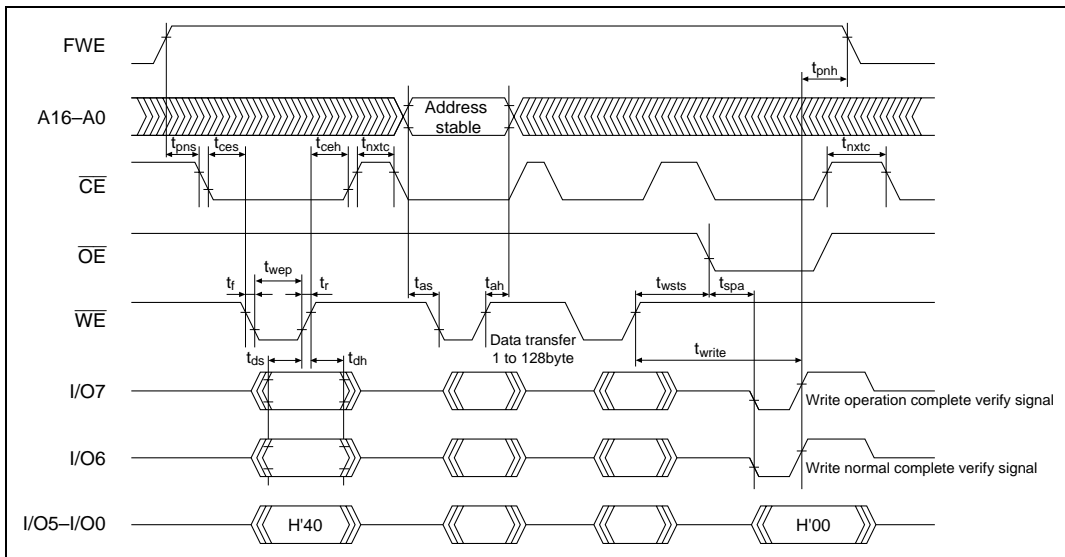 FWE
tpnh
A16–A0
Address
stable
tpns
tces
tceh
tnxtc
tnxtc
CE
OE
twep
tf
tr
tas
tah
twsts
tspa
WE
Data transfer
1 to 128byte
twrite
tds
tdh
I/O7
Write operation complete verify signal
I/O6
Write normal complete verify signal
I/O5–I/O0
H'40
H'00